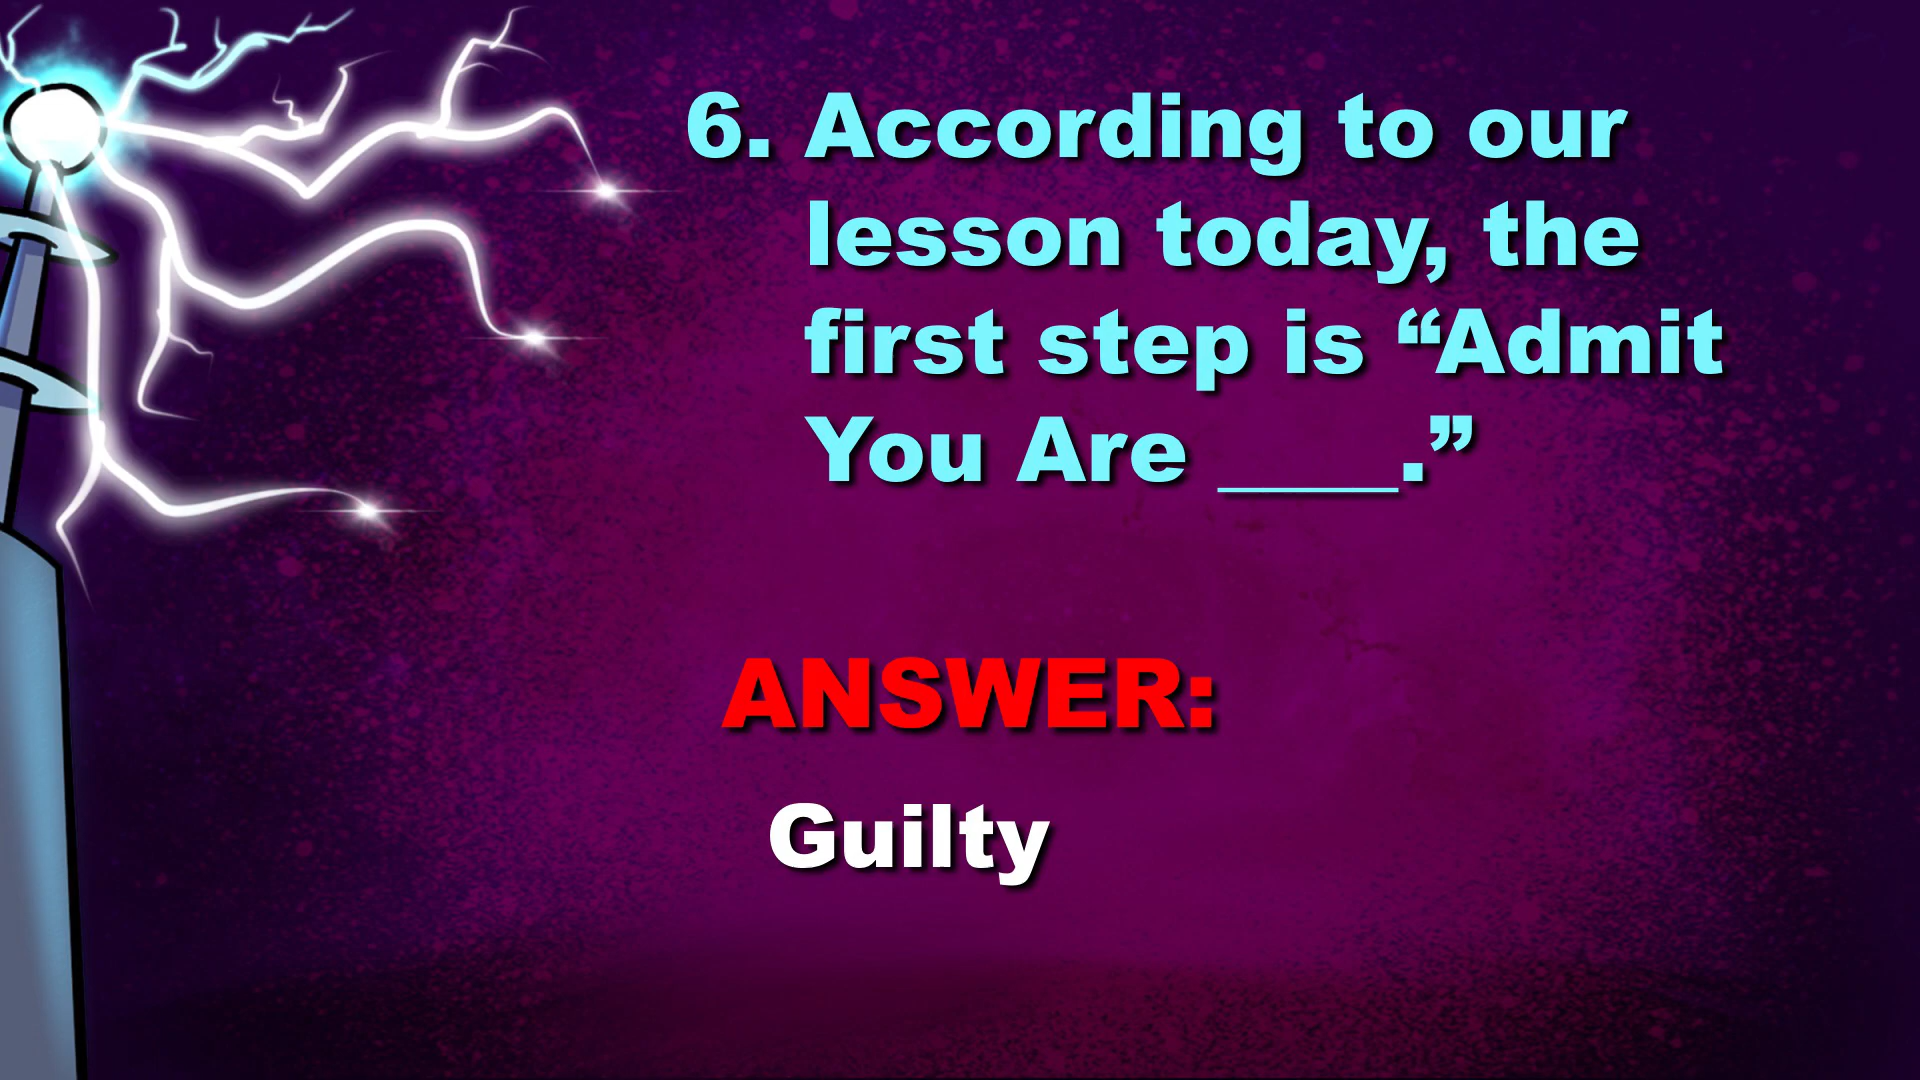 6. According to our
lesson today, the
first step is “Admit
You Are ____.”
ANSWER:
Guilty